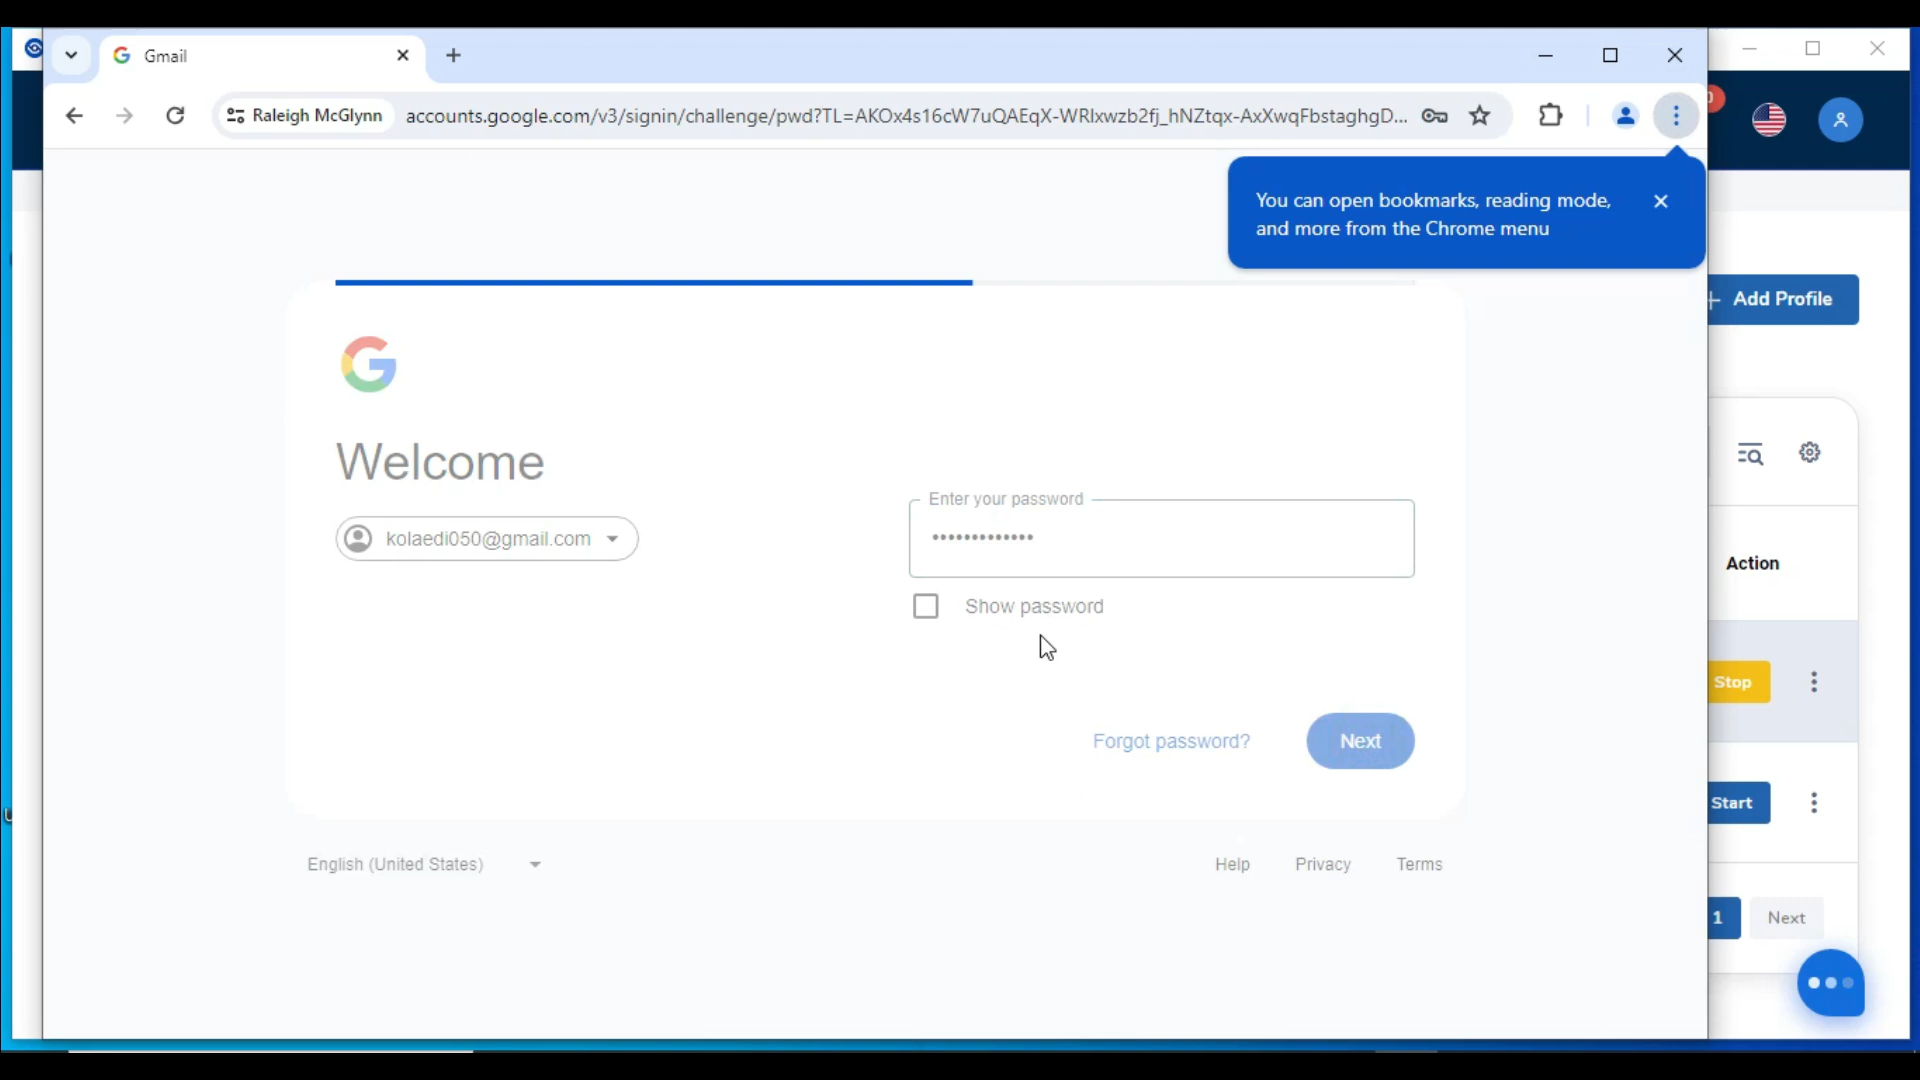 Gmail
Raleigh McGlynn
accounts.google.com/v3/signin/challenge/pwd?TL=AKOx4s16cW7uQAEqX-WRlxwzb2fj_hNZtqx-AxXwqFbstaghgD...
You can open bookmarks, reading mode,
and more from the Chrome menu
+ Add Profile
Welcome
Enter your password
kolaedi050@gmail.com
•••••••••••••
Show password
Action
Stop
Forgot password?
Next
Start
English (United States)
Help
Privacy
Terms
1
Next